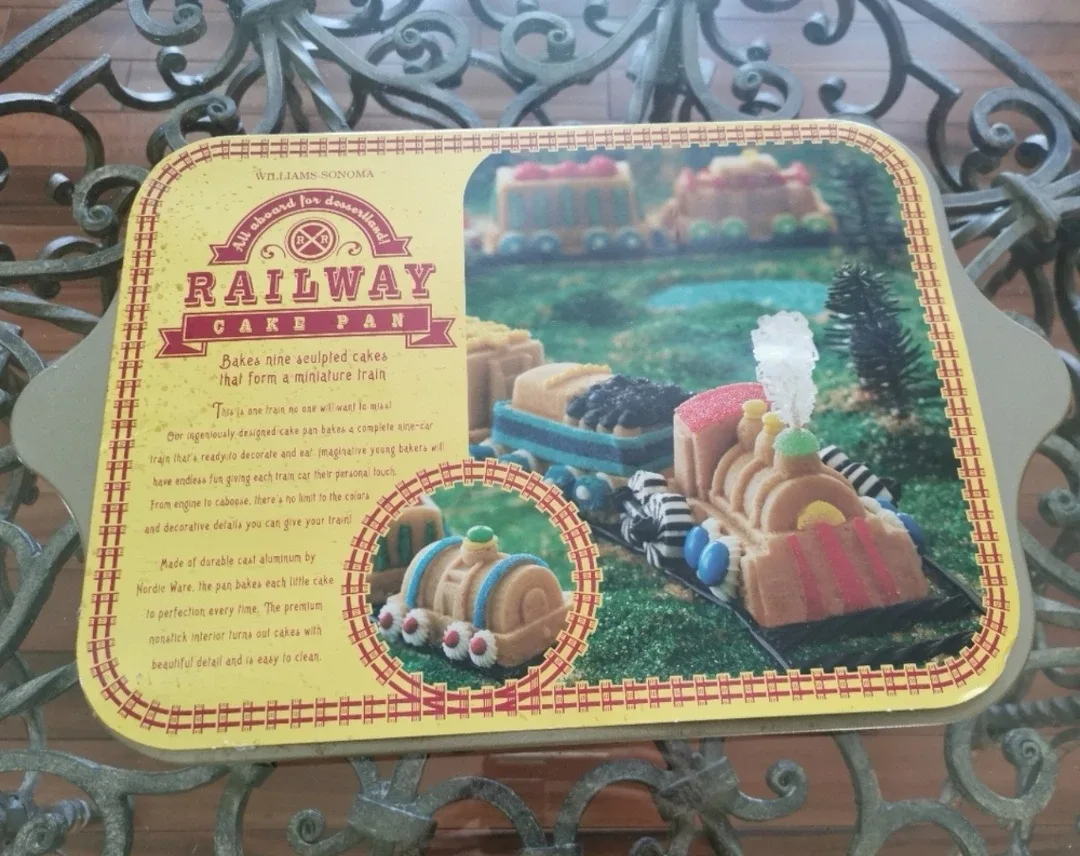 WILLIAMS-SONOMA
All aboard for dessertland!
R R
RAILWAY
CAKE PAN
Bakes nine sculpted cakes
that form a miniature train
This is one train no one will want to miss!
Our ingeniously designed cake pan bakes a complete nine-car
train that's ready to decorate and eat. Imaginative young bakers will
have endless fun giving each train car their personal touch.
From engine to caboose, there's no limit to the colors
and decorative details you can give your train!
Made of durable cast aluminum by
Nordic Ware, the pan bakes each little cake
to perfection every time. The premium
nonstick interior turns out cakes with
beautiful detail and is easy to clean.